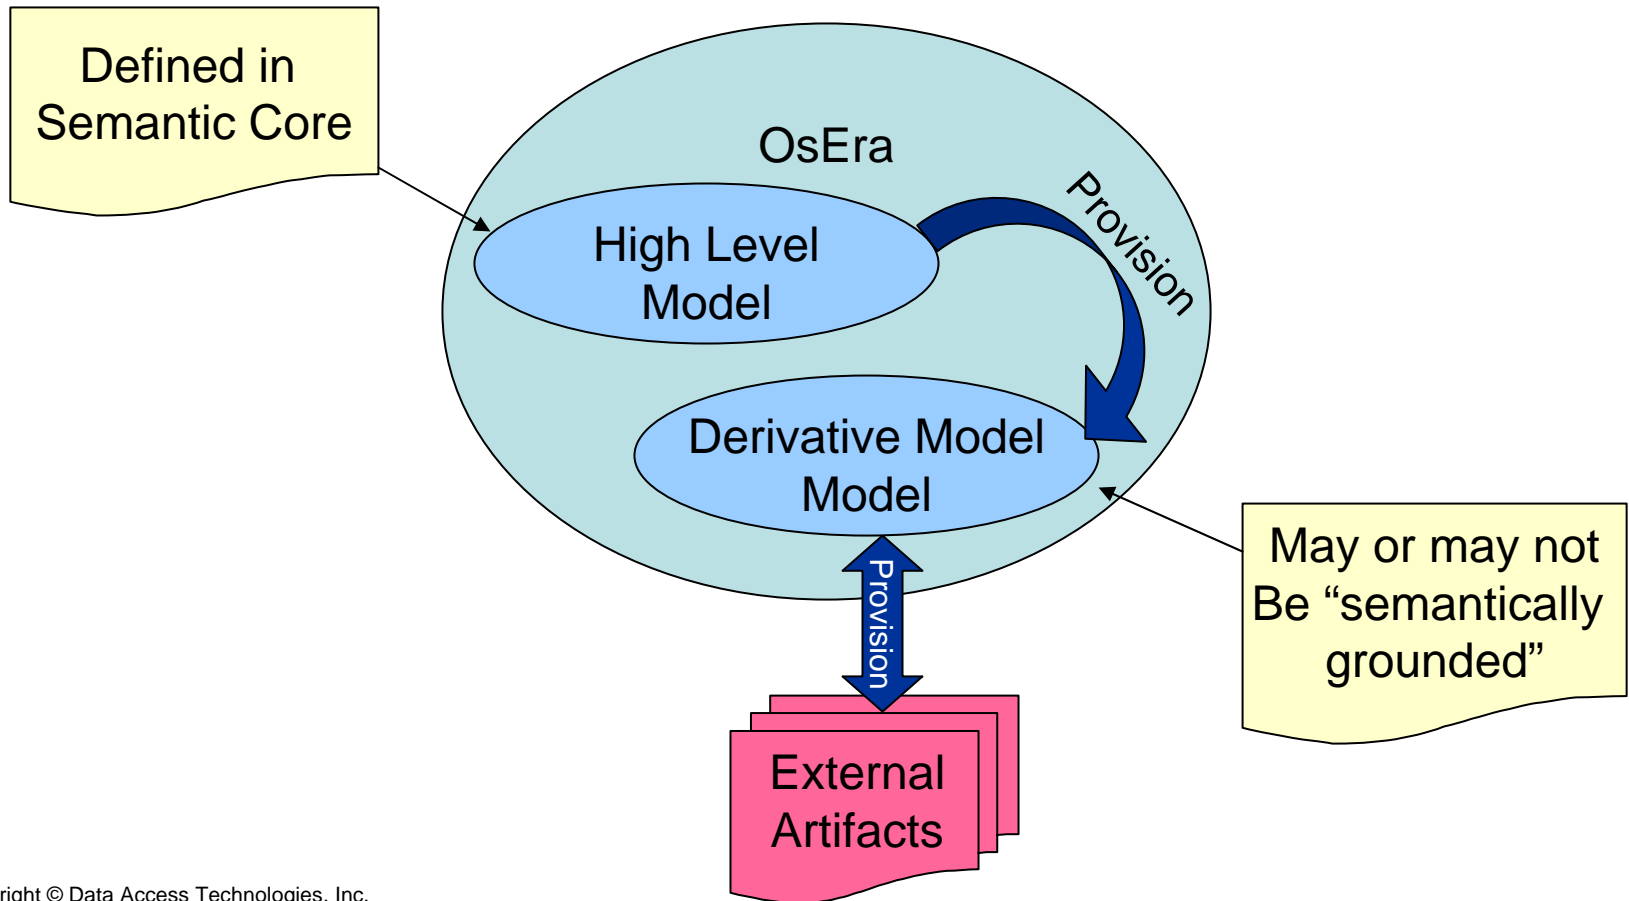 Defined in
Semantic Core
OsEra
Provision
High Level
Model
Derivative Model
Model
May or may not
Be “semantically
grounded”
Provision
External
Artifacts
right © Data Access Technologies, Inc.